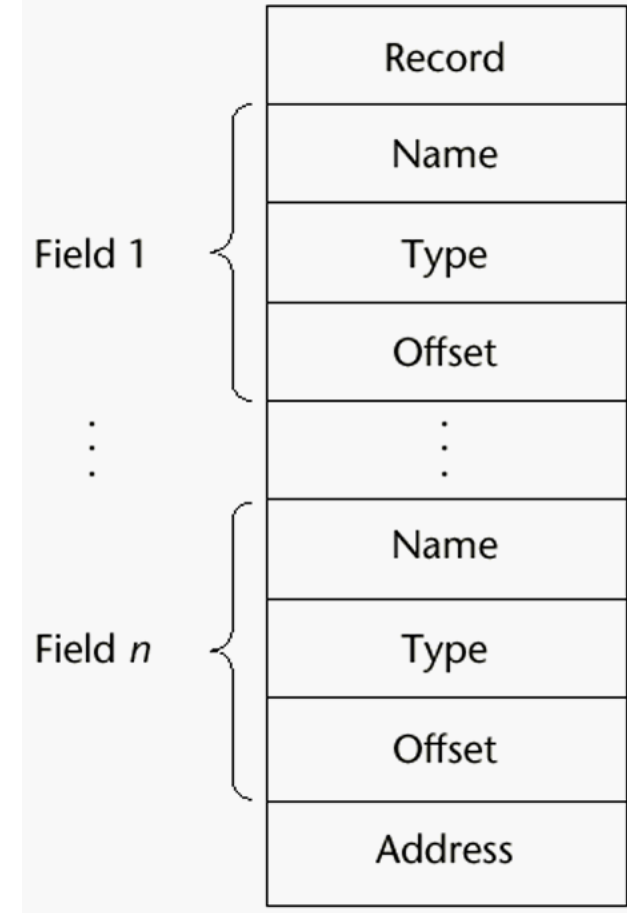 Record
Name
Field 1
Type
Offset
⋮ ⋮
Name
Field n
Type
Offset
Address